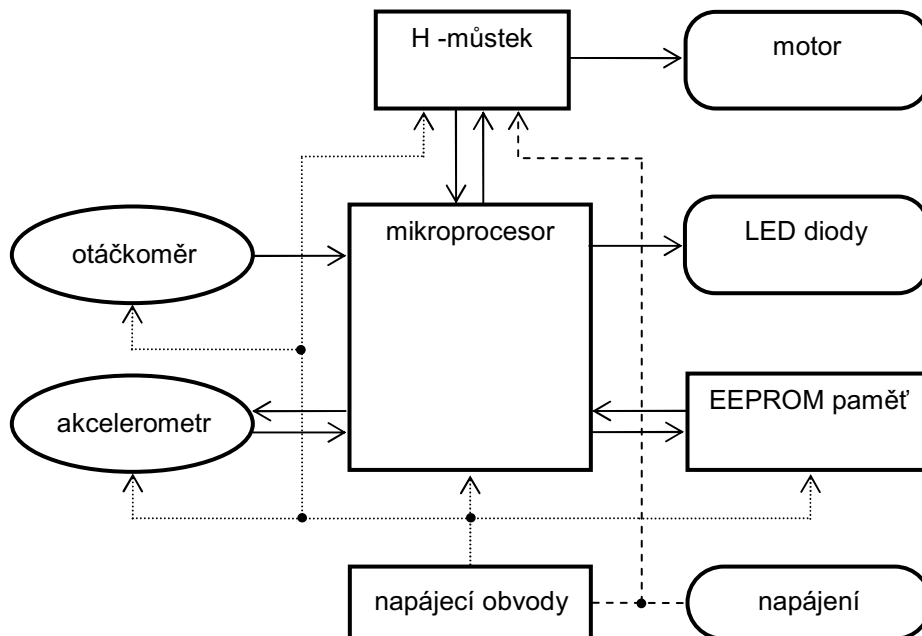 H -můstek
motor
mikroprocesor
LED diody
otáčkoměr
akcelerometr
EEPROM paměť
napájecí obvody
napájení